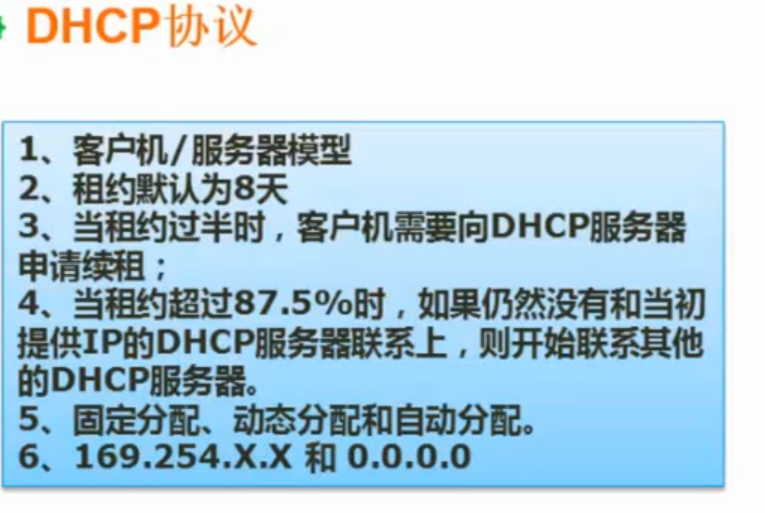 DHCP协议
1、客户机/服务器模型
2、租约默认为8天
3、当租约过半时，客户机需要向DHCP服务器
申请续租；
4、当租约超过87.5%时，如果仍然没有和当初
提供IP的DHCP服务器联系上，则开始联系其他
的DHCP服务器。
5、固定分配、动态分配和自动分配。
6、169.254.X.X 和 0.0.0.0